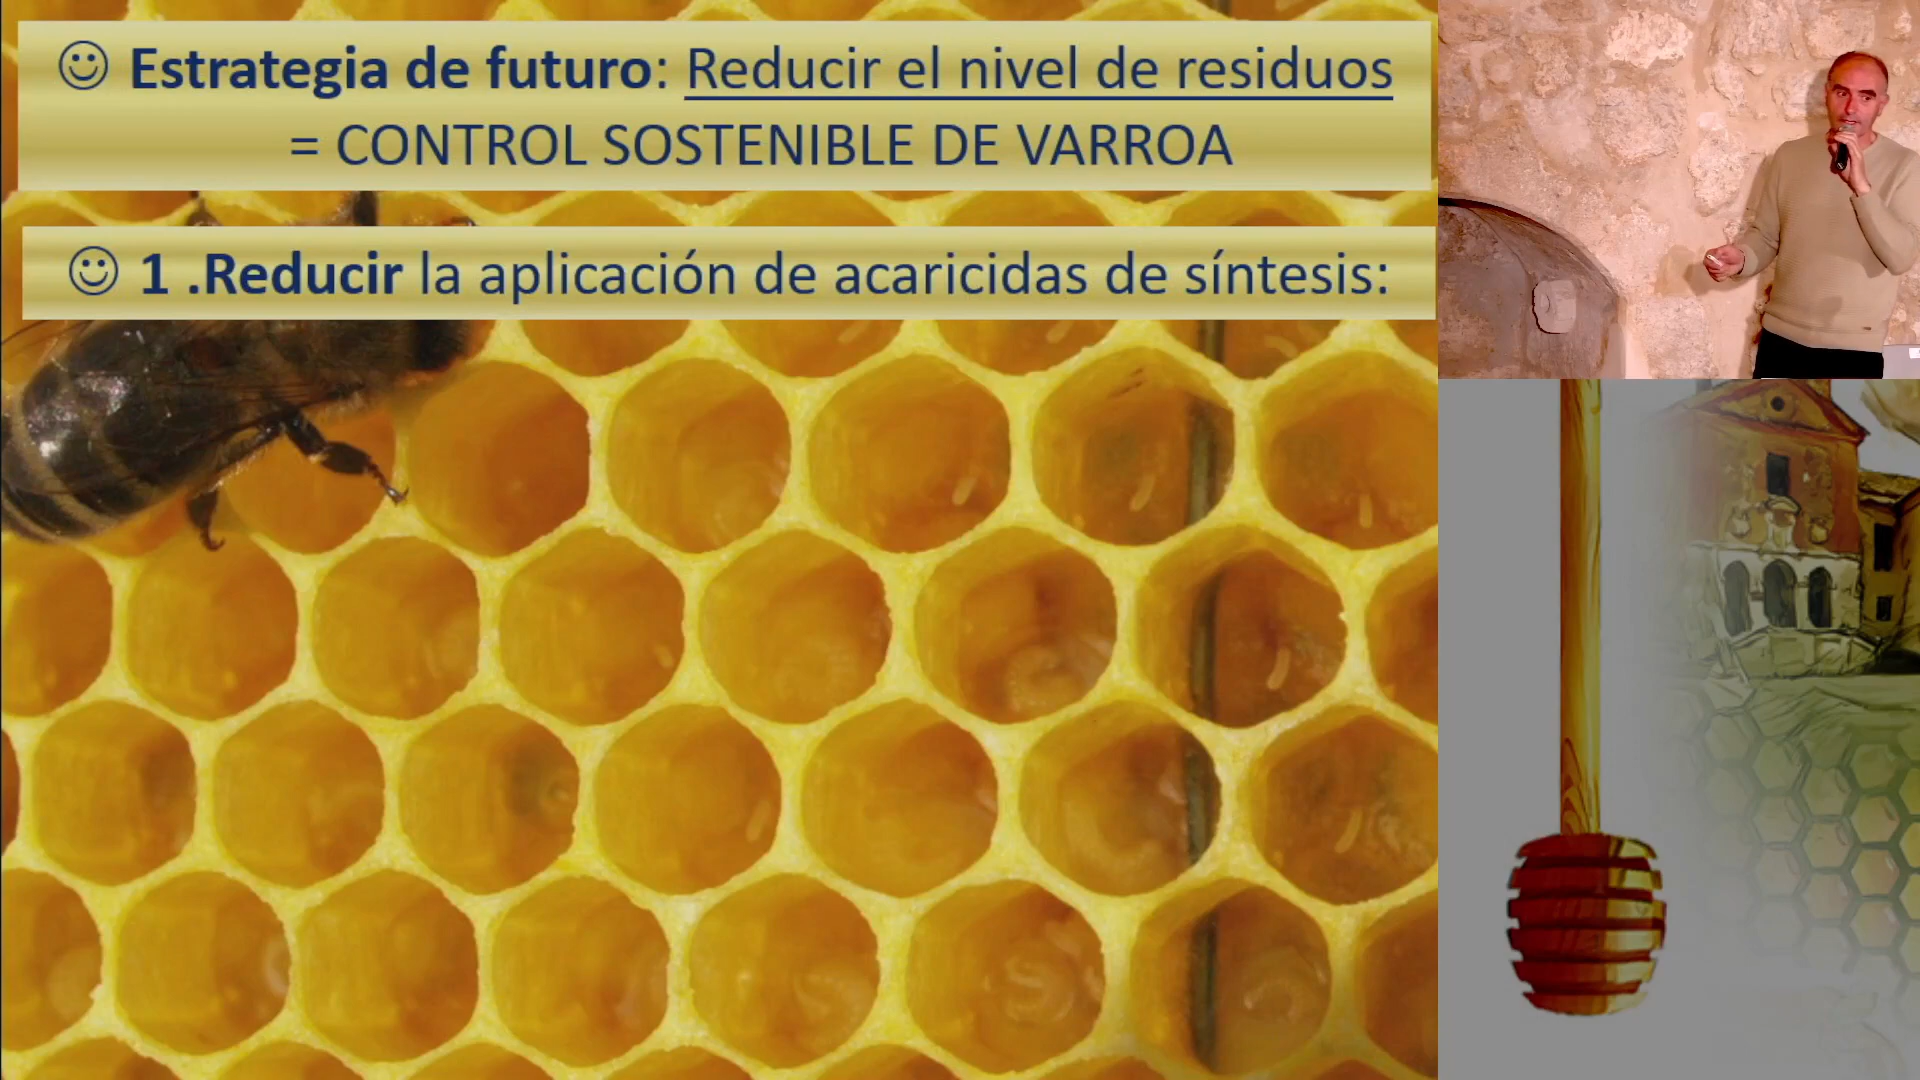 ☺ Estrategia de futuro: Reducir el nivel de residuos
= CONTROL SOSTENIBLE DE VARROA
☺ 1 .Reducir la aplicación de acaricidas de síntesis: